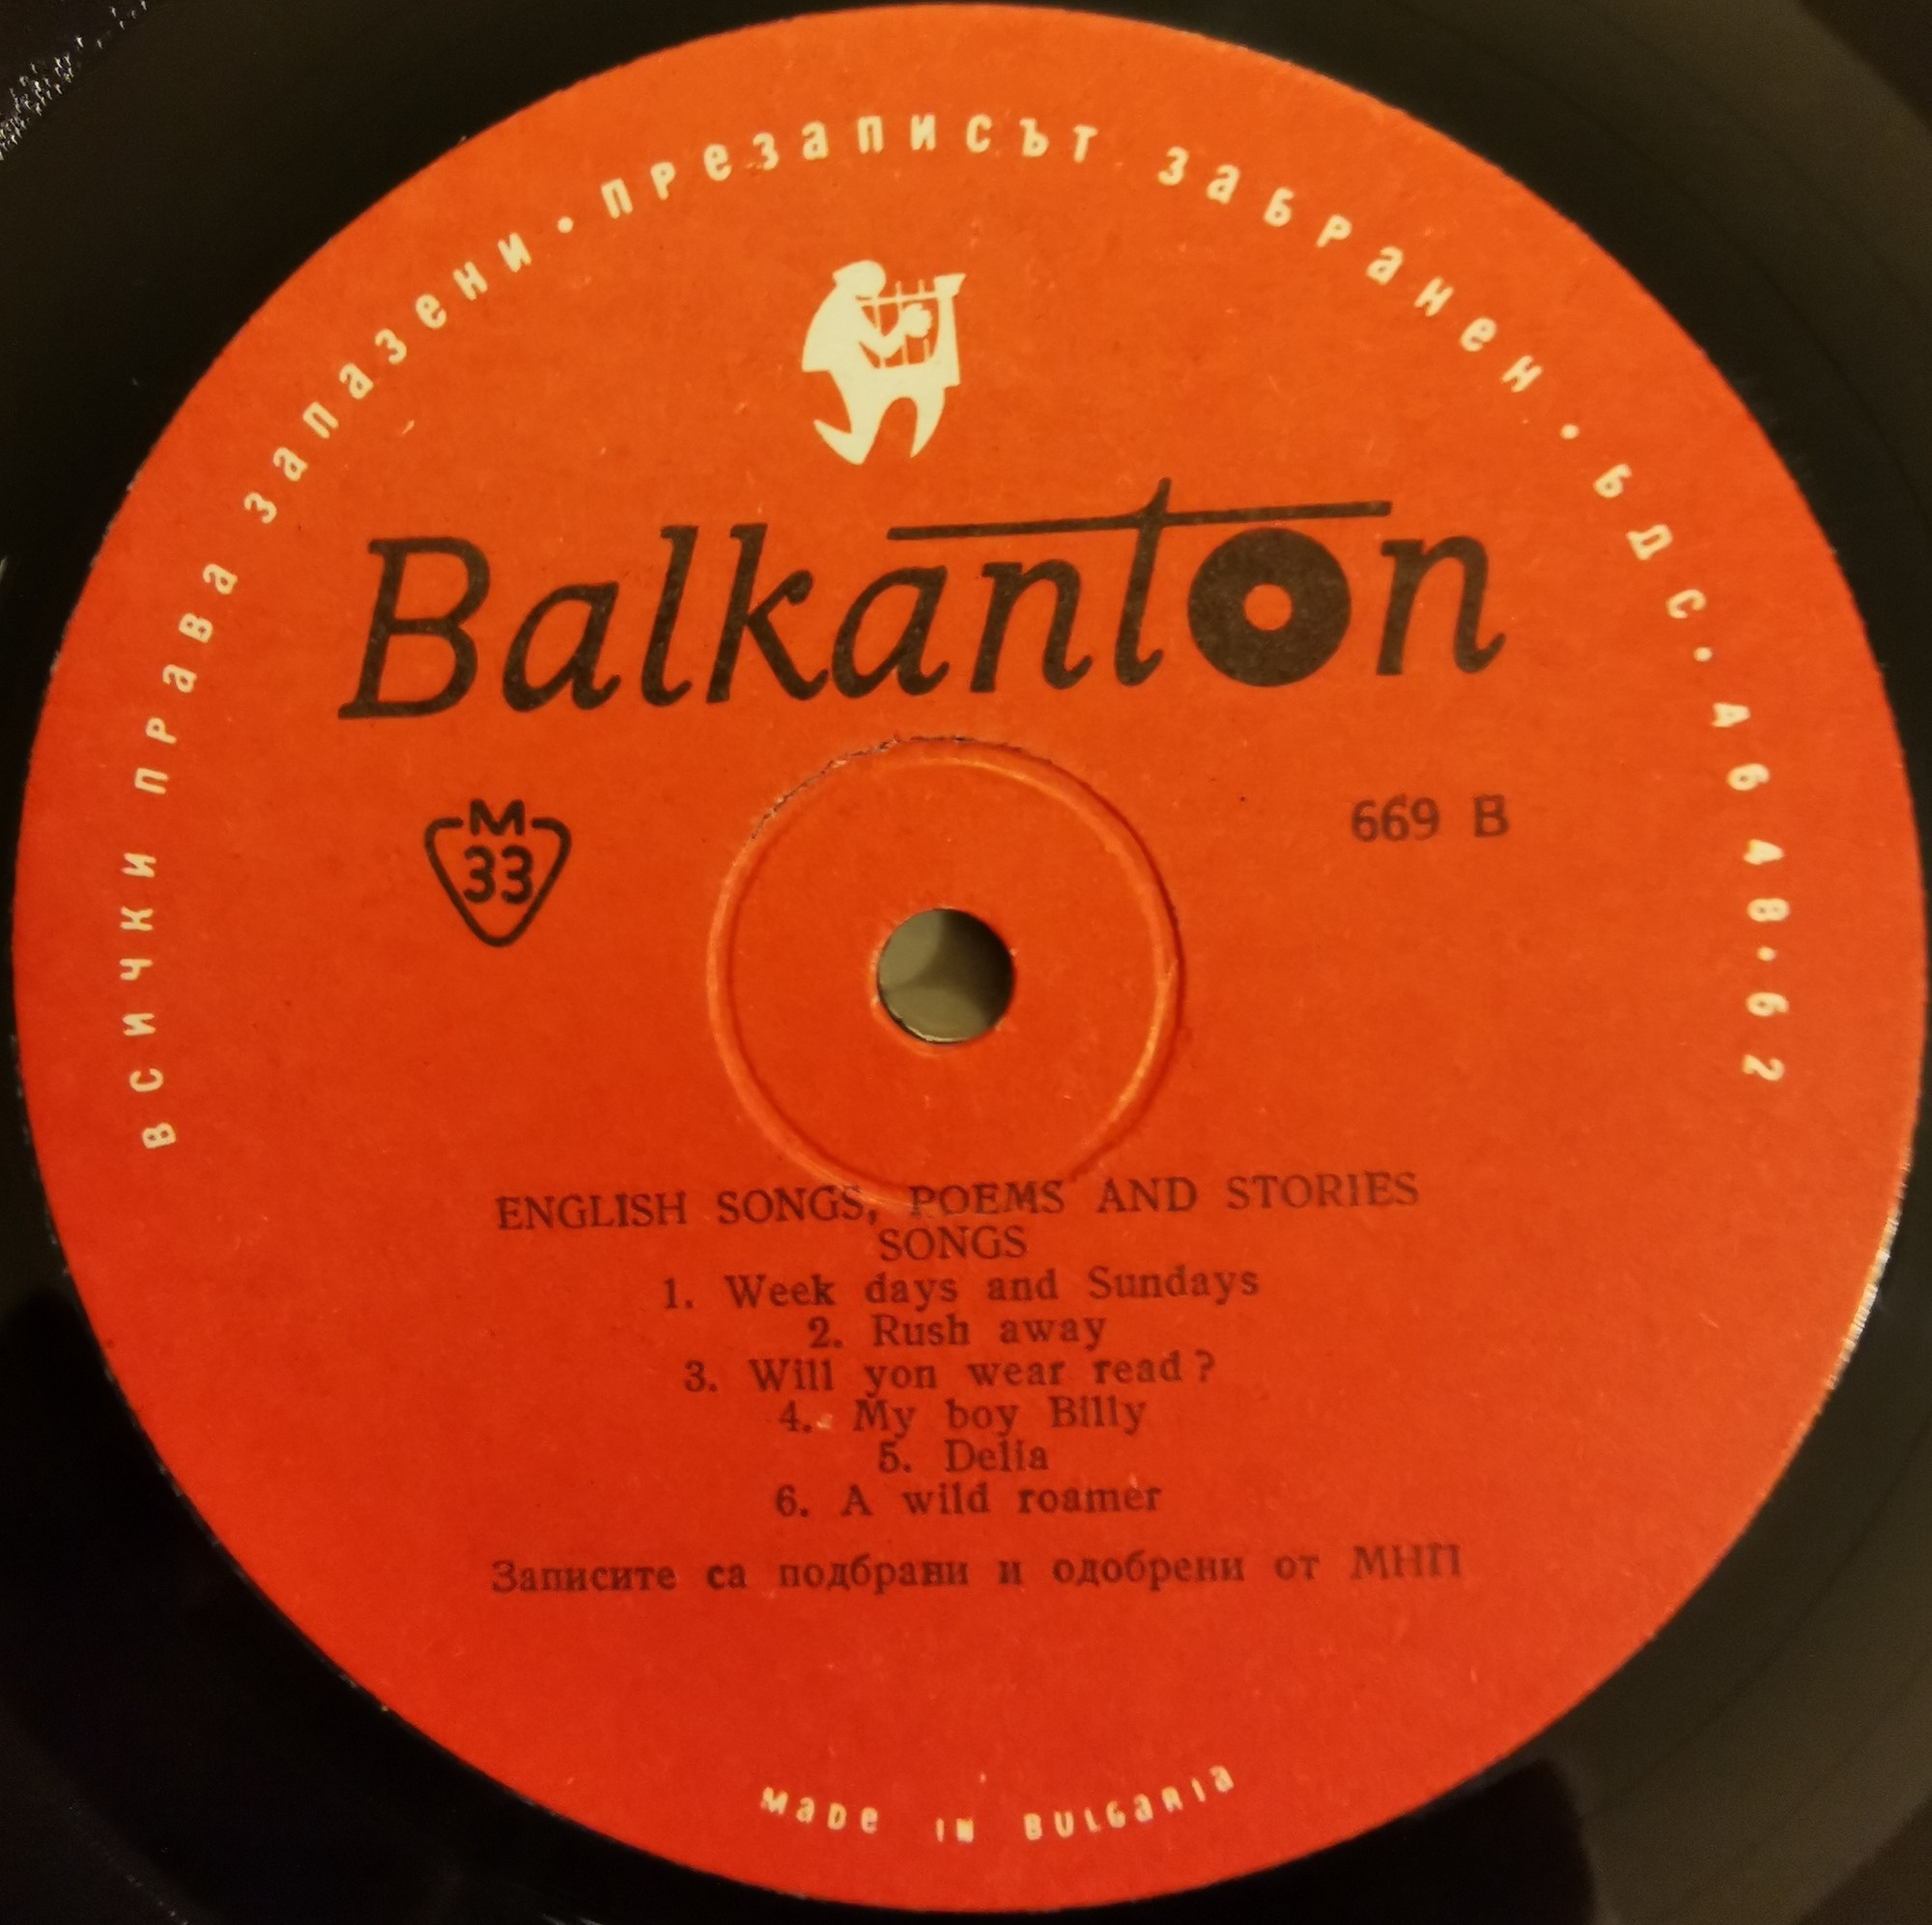 ВСИЧКИ ПРАВА ЗАПАЗЕНИ · ПРЕЗАПИСЪТ ЗАБРАНЕН · БДС · 6 48 · 62
Balkanton
M
33
669 B
ENGLISH SONGS, POEMS AND STORIES
SONGS
1. Week days and Sundays
2. Rush away
3. Will yon wear read?
4. My boy Billy
5. Delia
6. A wild roamer
Записите са подбрани и одобрени от МНП
MADE IN BULGARIA